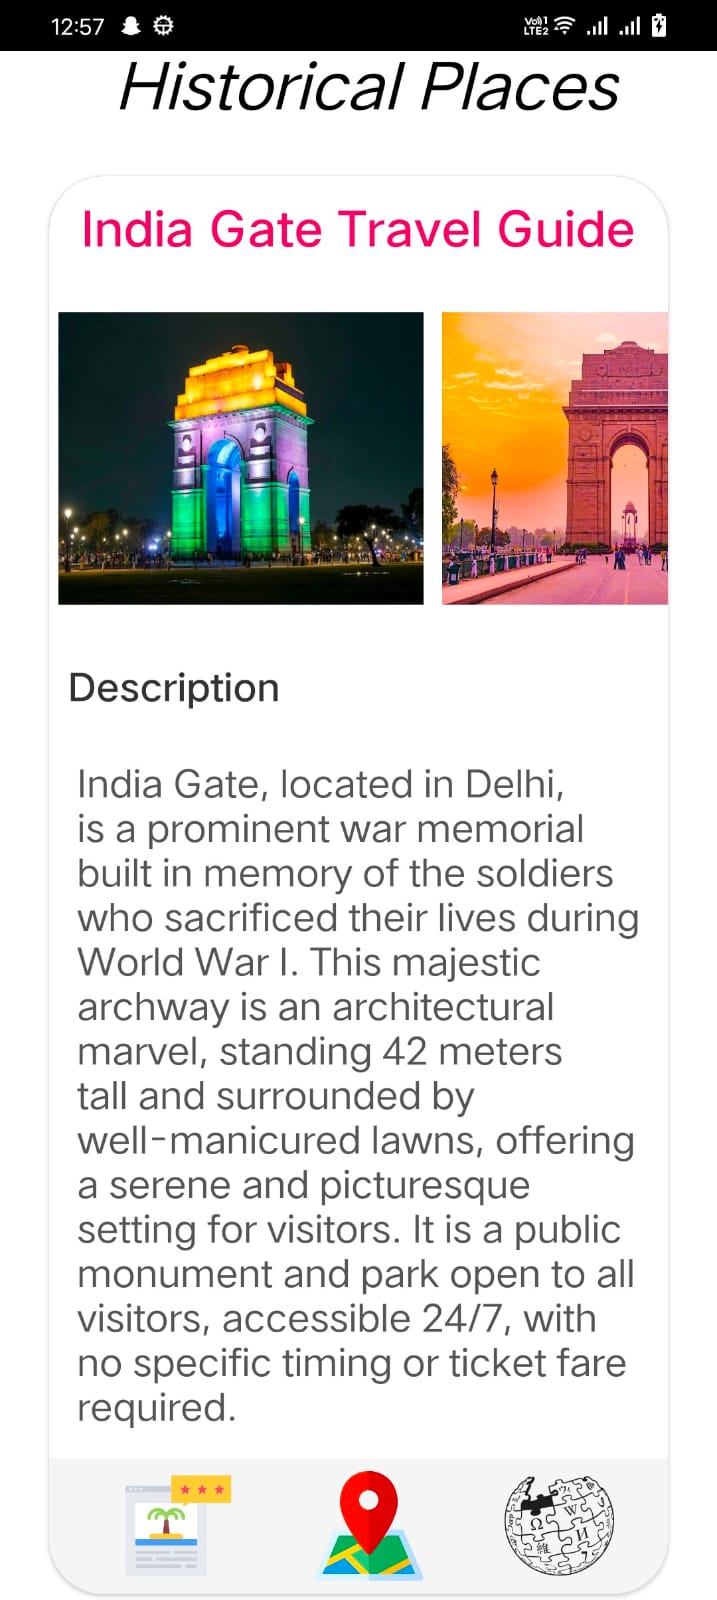 12:57
Vo)) 1
LTE2
Historical Places
India Gate Travel Guide
Description
India Gate, located in Delhi,
is a prominent war memorial
built in memory of the soldiers
who sacrificed their lives during
World War I. This majestic
archway is an architectural
marvel, standing 42 meters
tall and surrounded by
well-manicured lawns, offering
a serene and picturesque
setting for visitors. It is a public
monument and park open to all
visitors, accessible 24/7, with
no specific timing or ticket fare
required.
Ω W И 維